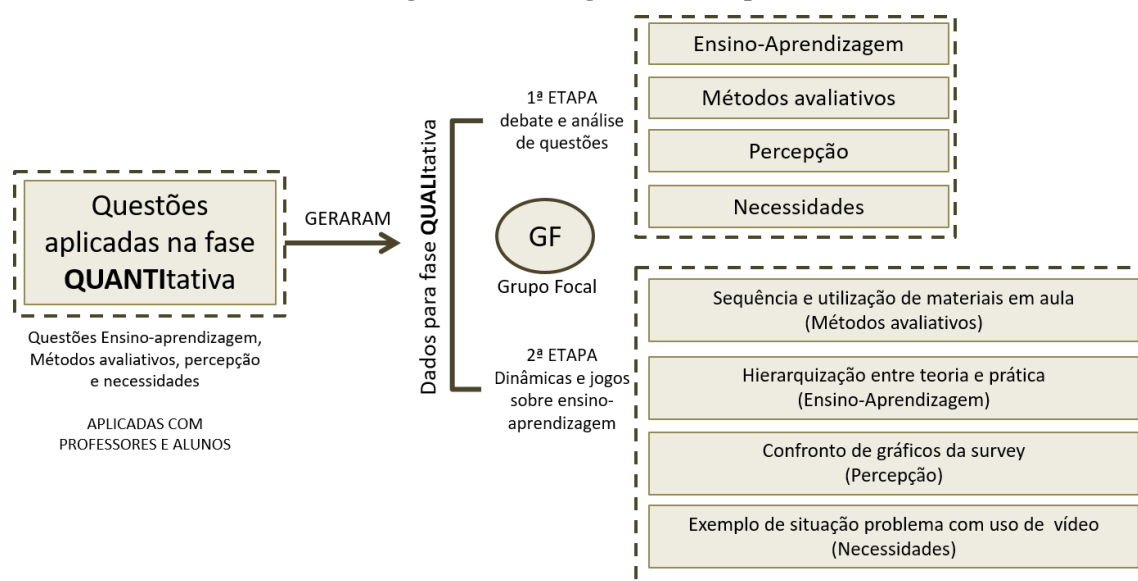 Questões
aplicadas na fase
QUANTItativa
Questões Ensino-aprendizagem,
Métodos avaliativos, percepção
e necessidades
APLICADAS COM
PROFESSORES E ALUNOS
GERARAM
Dados para fase QUALItativa
1ª ETAPA
debate e análise
de questões
GF
Grupo Focal
2ª ETAPA
Dinâmicas e jogos
sobre ensino-
aprendizagem
Ensino-Aprendizagem
Métodos avaliativos
Percepção
Necessidades
Sequência e utilização de materiais em aula
(Métodos avaliativos)
Hierarquização entre teoria e prática
(Ensino-Aprendizagem)
Confronto de gráficos da survey
(Percepção)
Exemplo de situação problema com uso de vídeo
(Necessidades)